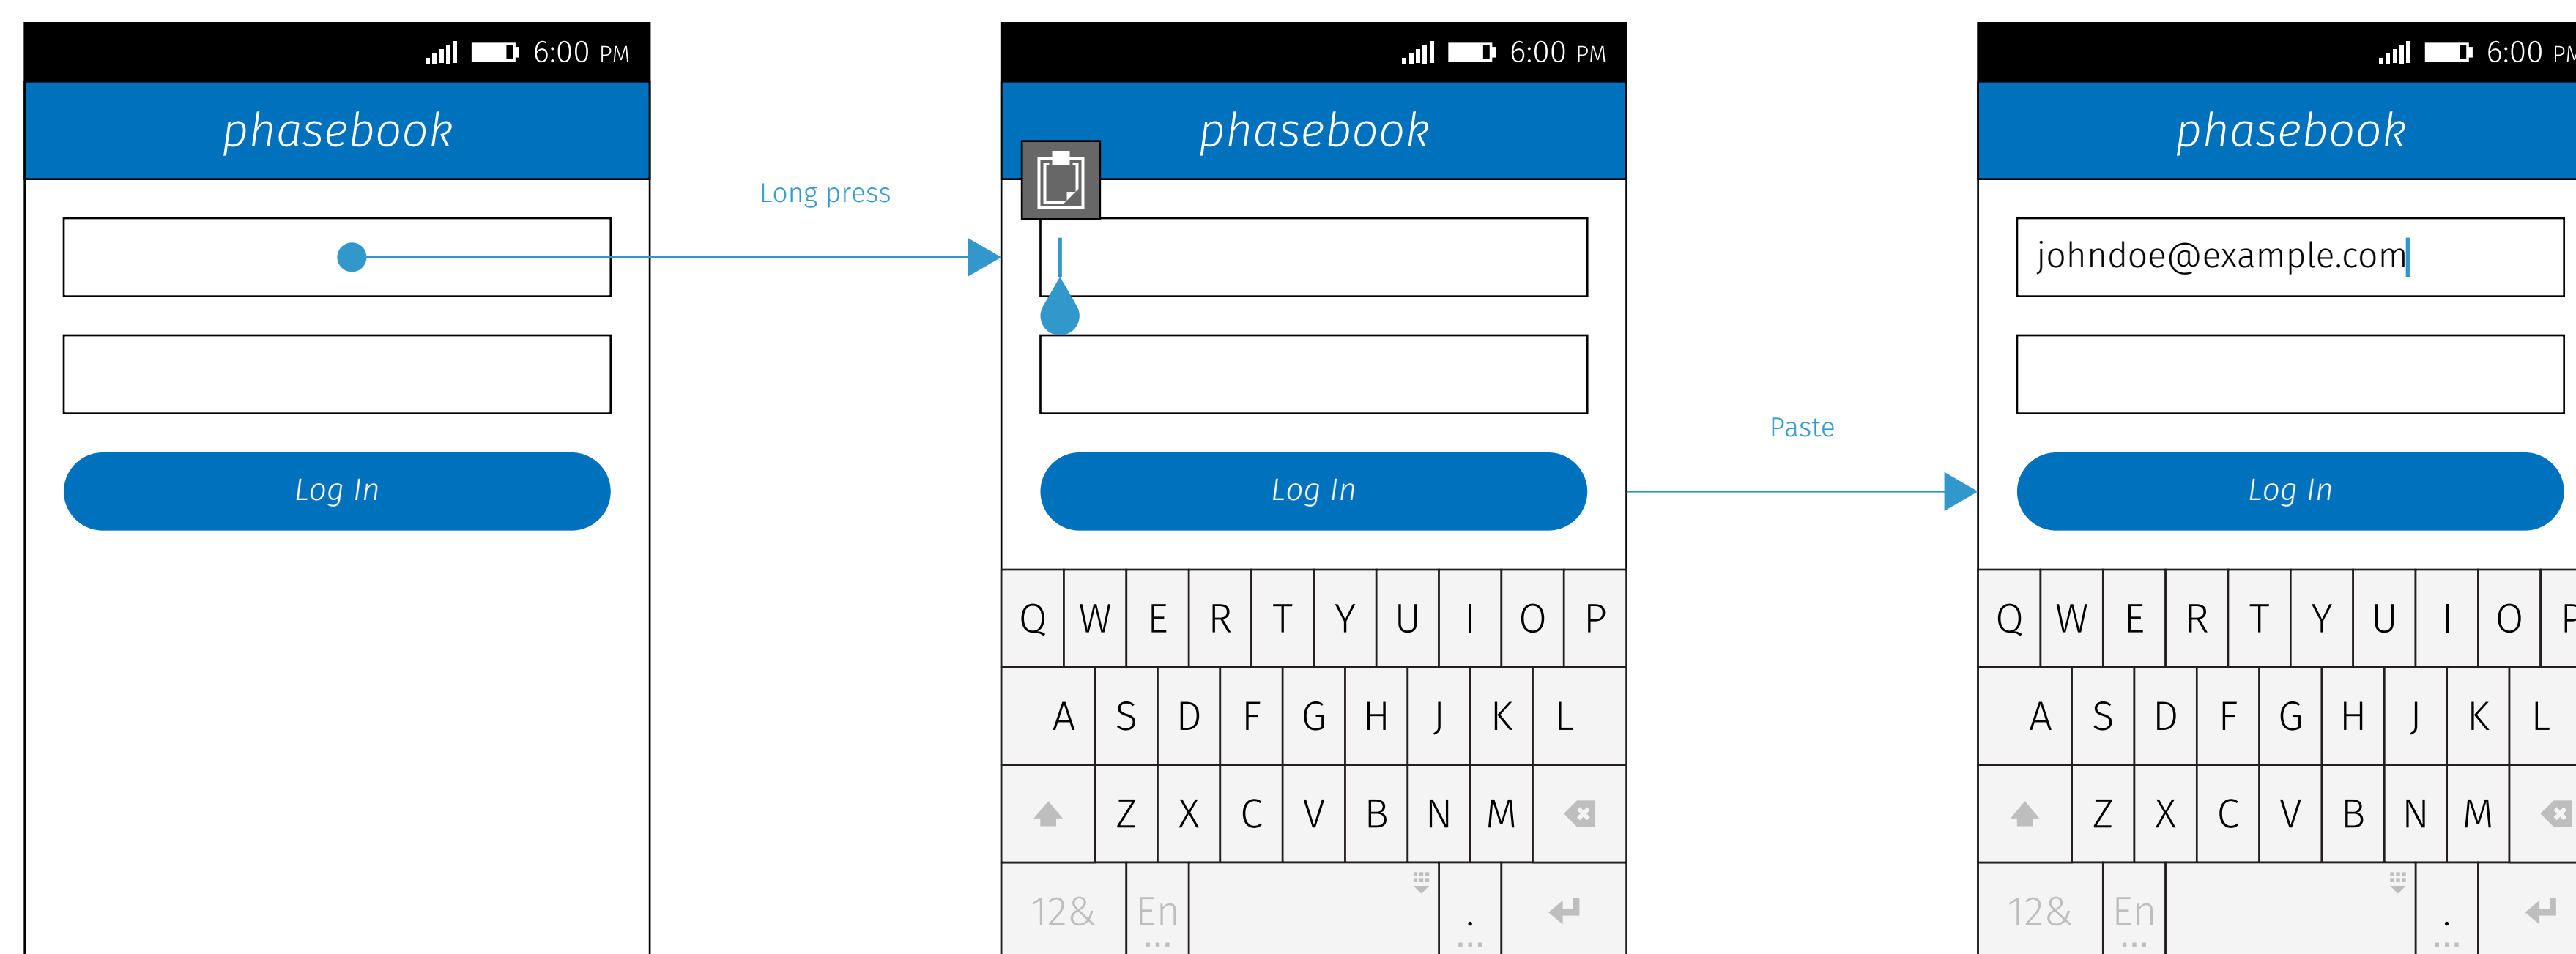 6:00 PM
phasebook
Log In
Long press
6:00 PM
phasebook
Log In
Q W E R T Y U I O P
A S D F G H J K L
Z X C V B N M
12& En .
Paste
6:00 PM
phasebook
johndoe@example.com
Log In
Q W E R T Y U I O P
A S D F G H J K L
Z X C V B N M
12& En .